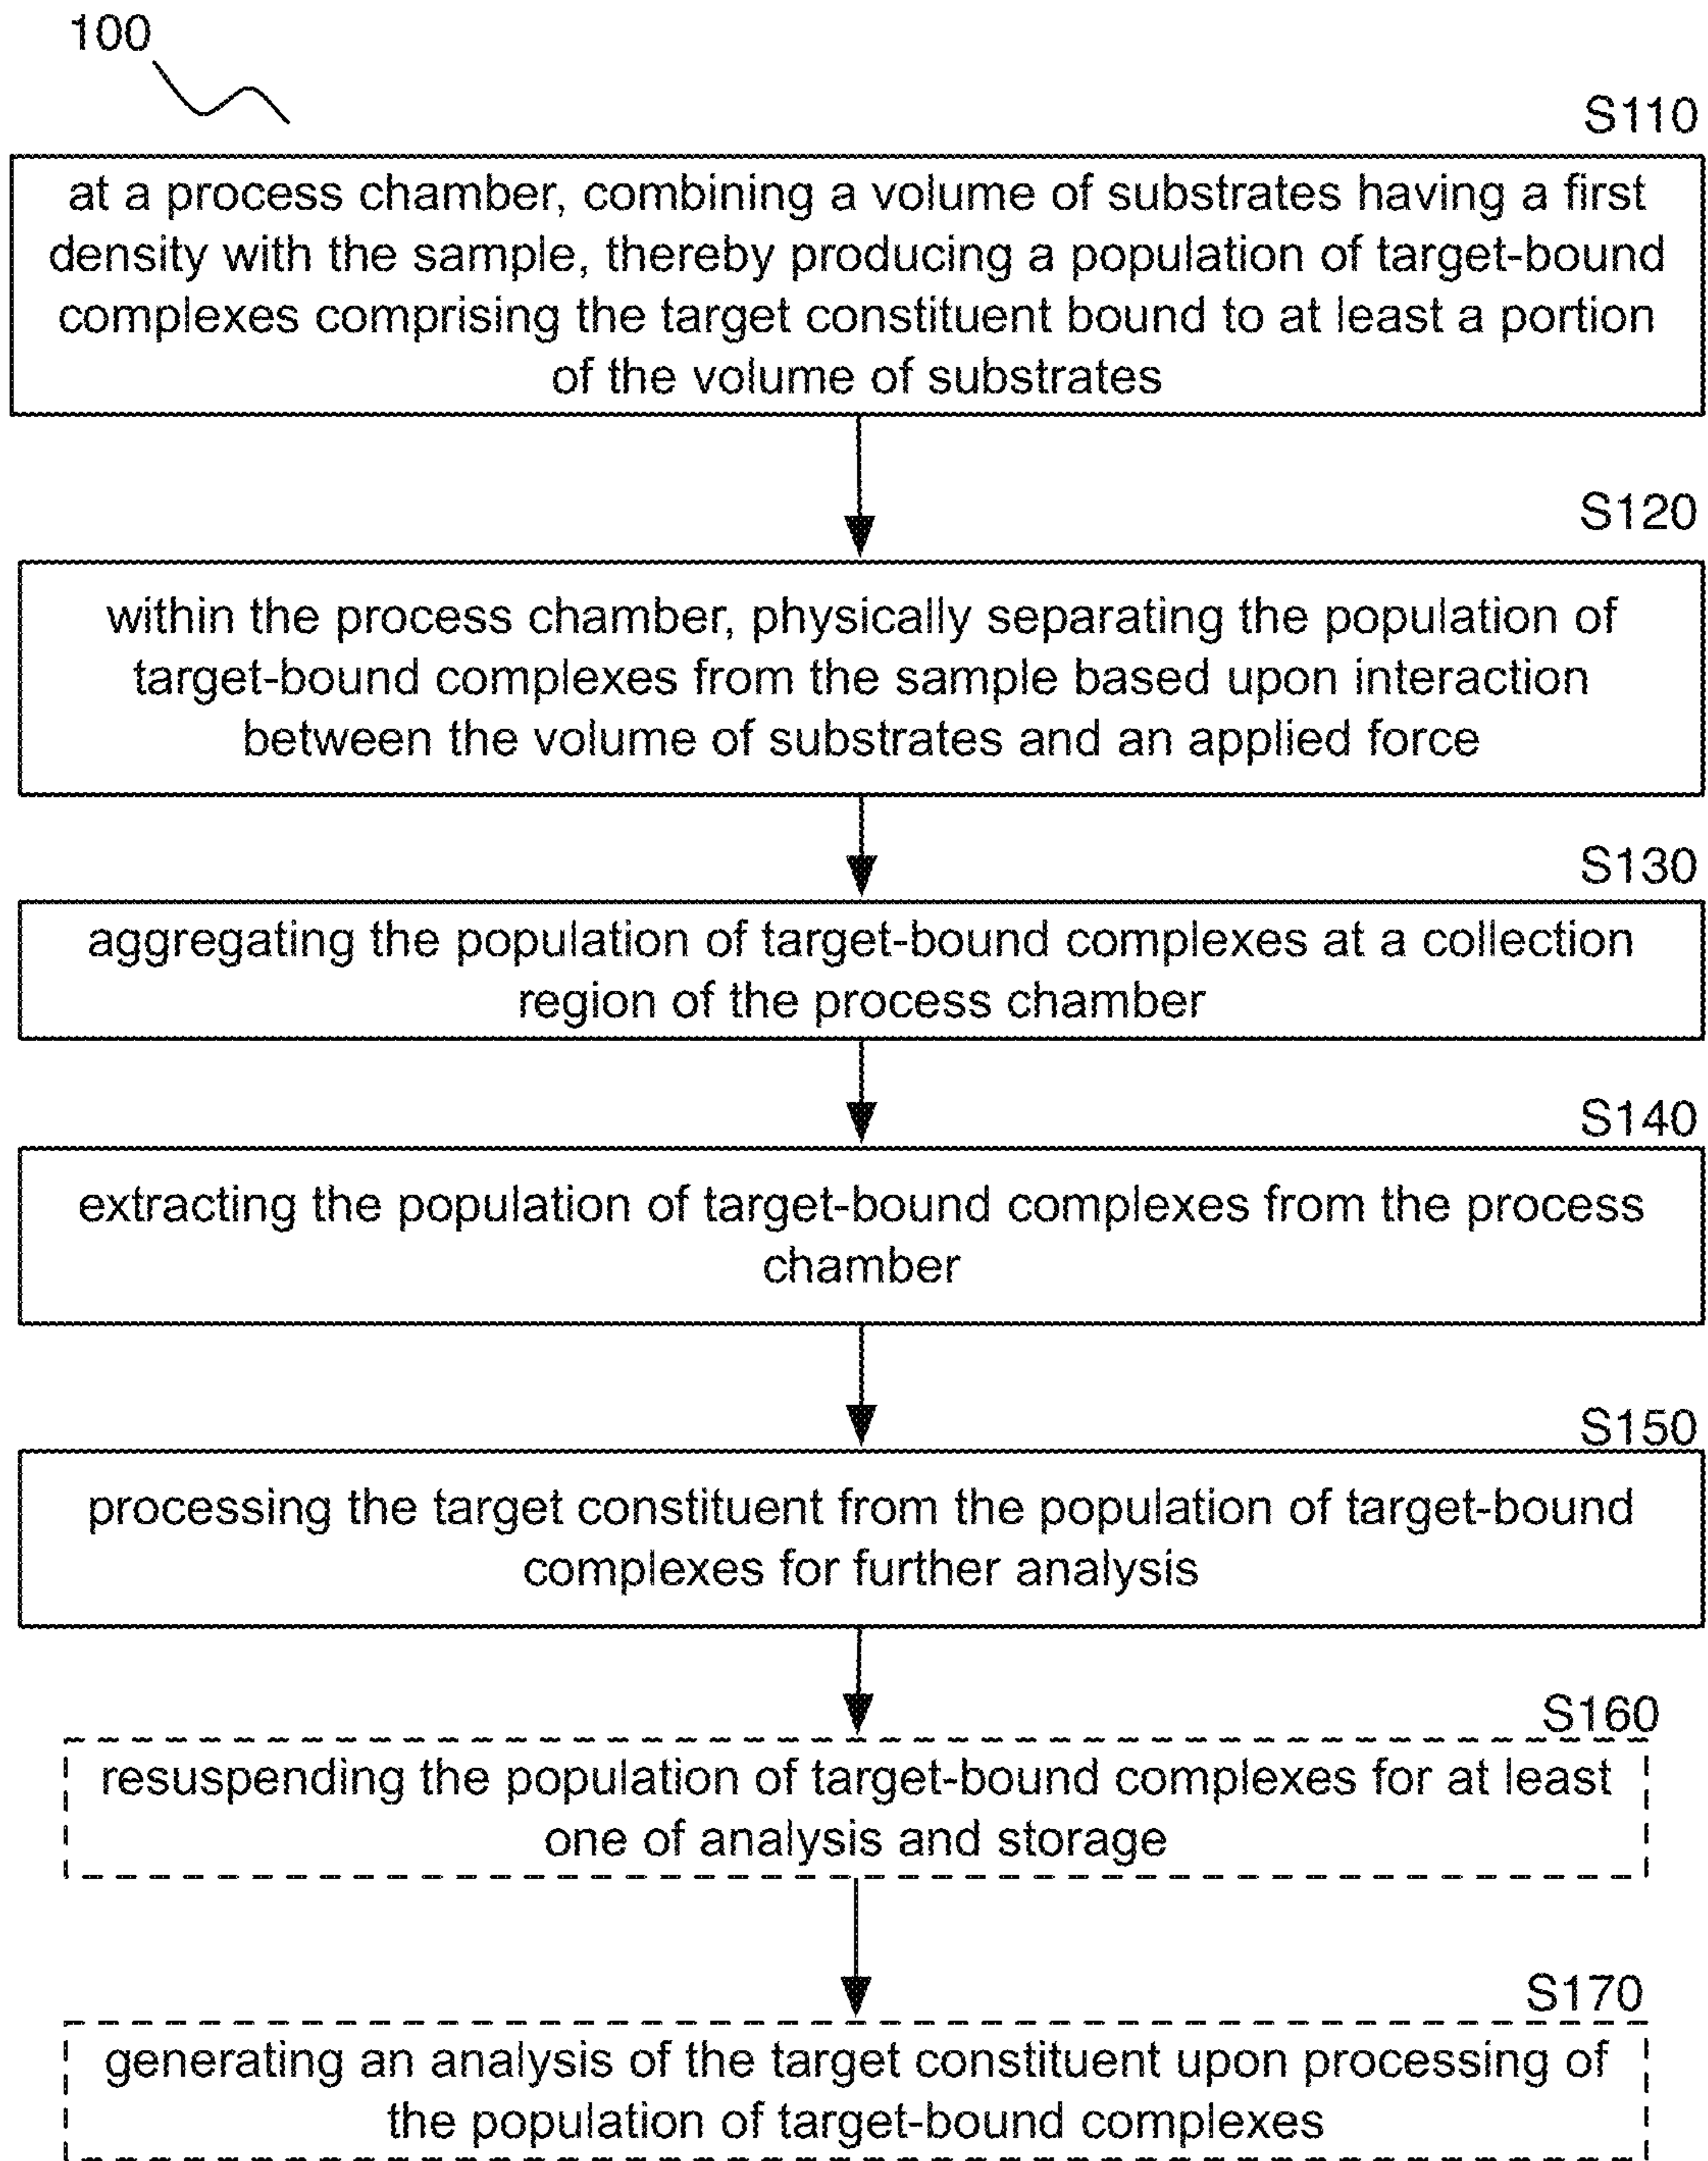 100
S110
at a process chamber, combining a volume of substrates having a first
density with the sample, thereby producing a population of target-bound
complexes comprising the target constituent bound to at least a portion
of the volume of substrates
S120
within the process chamber, physically separating the population of
target-bound complexes from the sample based upon interaction
between the volume of substrates and an applied force
S130
aggregating the population of target-bound complexes at a collection
region of the process chamber
S140
extracting the population of target-bound complexes from the process
chamber
S150
processing the target constituent from the population of target-bound
complexes for further analysis
S160
resuspending the population of target-bound complexes for at least
one of analysis and storage
S170
generating an analysis of the target constituent upon processing of
the population of target-bound complexes